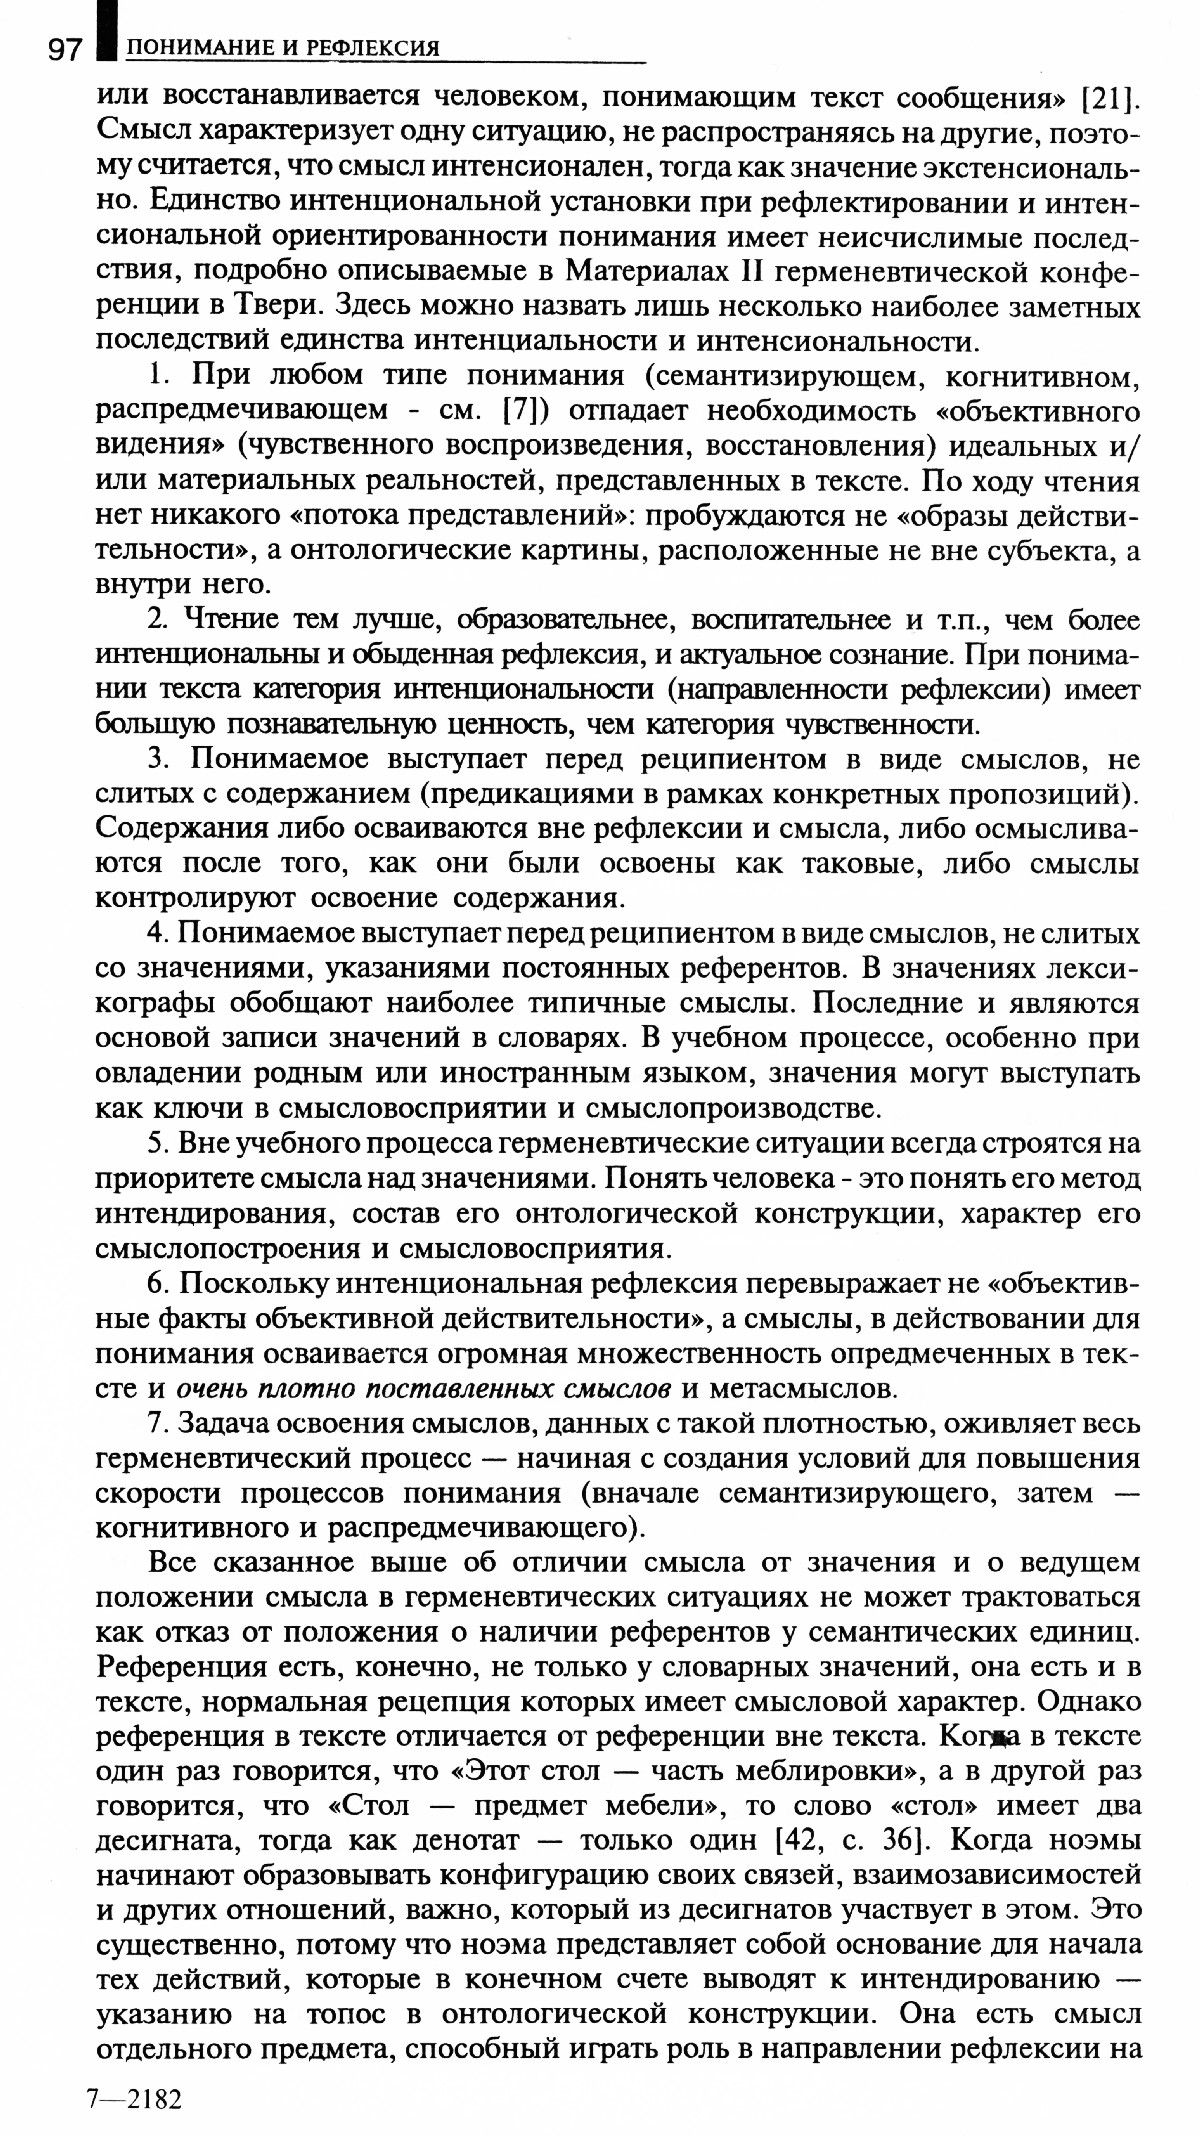 97 ПОНИМАНИЕ И РЕФЛЕКСИЯ
или восстанавливается человеком, понимающим текст сообщения» [21].
Смысл характеризует одну ситуацию, не распространяясь на другие, поэто-
му считается, что смысл интенсионален, тогда как значение экстенсиональ-
но. Единство интенциональной установки при рефлектировании и интен-
сиональной ориентированности понимания имеет неисчислимые послед-
ствия, подробно описываемые в Материалах II герменевтической конфе-
ренции в Твери. Здесь можно назвать лишь несколько наиболее заметных
последствий единства интенциальности и интенсиональности.
1. При любом типе понимания (семантизирующем, когнитивном,
распредмечивающем - см. [7]) отпадает необходимость «объективного
видения» (чувственного воспроизведения, восстановления) идеальных и/
или материальных реальностей, представленных в тексте. По ходу чтения
нет никакого «потока представлений»: пробуждаются не «образы действи-
тельности», а онтологические картины, расположенные не вне субъекта, а
внутри него.
2. Чтение тем лучше, образовательнее, воспитательнее и т.п., чем более
интенциональны и обыденная рефлексия, и актуальное сознание. При понима-
нии текста категория интенциональности (направленности рефлексии) имеет
большую познавательную ценность, чем категория чувственности.
3. Понимаемое выступает перед реципиентом в виде смыслов, не
слитых с содержанием (предикациями в рамках конкретных пропозиций).
Содержания либо осваиваются вне рефлексии и смысла, либо осмыслива-
ются после того, как они были освоены как таковые, либо смыслы
контролируют освоение содержания.
4. Понимаемое выступает перед реципиентом в виде смыслов, не слитых
со значениями, указаниями постоянных референтов. В значениях лекси-
кографы обобщают наиболее типичные смыслы. Последние и являются
основой записи значений в словарях. В учебном процессе, особенно при
овладении родным или иностранным языком, значения могут выступать
как ключи в смысловосприятии и смыслопроизводстве.
5. Вне учебного процесса герменевтические ситуации всегда строятся на
приоритете смысла над значениями. Понять человека - это понять его метод
интендирования, состав его онтологической конструкции, характер его
смыслопостроения и смысловосприятия.
6. Поскольку интенциональная рефлексия перевыражает не «объектив-
ные факты объективной действительности», а смыслы, в действовании для
понимания осваивается огромная множественность опредмеченных в тек-
сте и очень плотно поставленных смыслов и метасмыслов.
7. Задача освоения смыслов, данных с такой плотностью, оживляет весь
герменевтический процесс — начиная с создания условий для повышения
скорости процессов понимания (вначале семантизирующего, затем —
когнитивного и распредмечивающего).
Все сказанное выше об отличии смысла от значения и о ведущем
положении смысла в герменевтических ситуациях не может трактоваться
как отказ от положения о наличии референтов у семантических единиц.
Референция есть, конечно, не только у словарных значений, она есть и в
тексте, нормальная рецепция которых имеет смысловой характер. Однако
референция в тексте отличается от референции вне текста. Когда в тексте
один раз говорится, что «Этот стол — часть меблировки», а в другой раз
говорится, что «Стол — предмет мебели», то слово «стол» имеет два
десигната, тогда как денотат — только один [42, с. 36]. Когда ноэмы
начинают образовывать конфигурацию своих связей, взаимозависимостей
и других отношений, важно, который из десигнатов участвует в этом. Это
существенно, потому что ноэма представляет собой основание для начала
тех действий, которые в конечном счете выводят к интендированию —
указанию на топос в онтологической конструкции. Она есть смысл
отдельного предмета, способный играть роль в направлении рефлексии на
7—2182